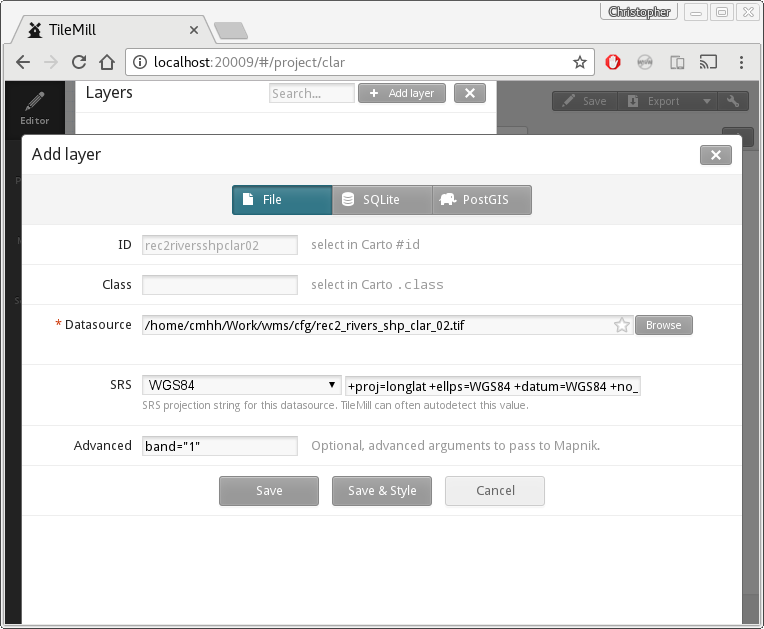 Christopher
TileMill
localhost:20009/#/project/clar
Layers
Search...
+ Add layer
Save
Export
Editor
Add layer
File
SQLite
PostGIS
ID
rec2riversshpclar02
select in Carto #id
Class
select in Carto .class
* Datasource
/home/cmhh/Work/wms/cfg/rec2_rivers_shp_clar_02.tif
Browse
SRS
WGS84
+proj=longlat +ellps=WGS84 +datum=WGS84 +no_
SRS projection string for this datasource. TileMill can often autodetect this value.
Advanced
band="1"
Optional, advanced arguments to pass to Mapnik.
Save
Save & Style
Cancel